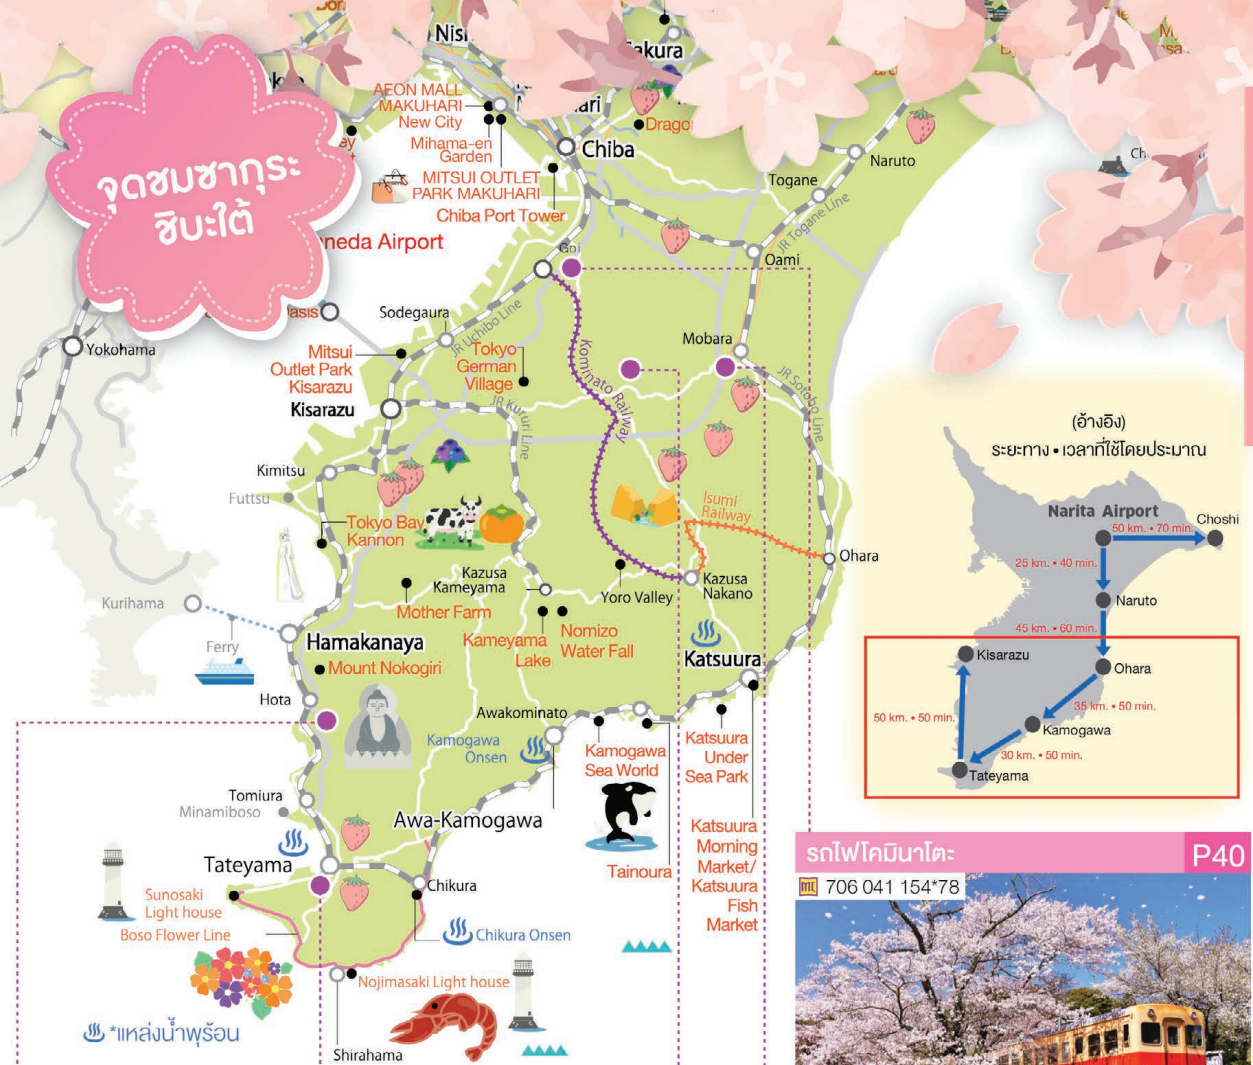 จุดชมซากุระ
ชิบะใต้
AEON MALL
MAKUHARI
New City
Mihama-en
Garden
MITSUI OUTLET
PARK MAKUHARI
Chiba Port Tower
Chiba
Naruto
Togane
JR Togane Line
Oami
Goi
Sodegaura
JR Uchibo Line
Yokohama
Mitsui
Outlet Park
Kisarazu
Tokyo
German
Village
Kominato Railway
Mobara
JR Sotobo Line
Kisarazu
JR Kururi Line
Kimitsu
Futtsu
Tokyo Bay
Kannon
Isumi
Railway
Ohara
Kazusa
Kameyama
Yoro Valley
Kazusa
Nakano
Mother Farm
Kurihama
Ferry
Hamakanaya
Kameyama
Lake
Nomizo
Water Fall
Katsuura
Mount Nokogiri
Hota
Awakominato
Kamogawa
Onsen
Kamogawa
Sea World
Katsuura
Under
Sea Park
Tomiura
Minamiboso
Awa-Kamogawa
Tainoura
Katsuura
Morning
Market/
Katsuura
Fish
Market
Tateyama
Chikura
Sunosaki
Light house
Boso Flower Line
Chikura Onsen
Nojimasaki Light house
Shirahama
*แหล่งน้ำพุร้อน
(อ้างอิง)
ระยะทาง • เวลาที่ใช้โดยประมาณ
Narita Airport
50 km. • 70 min.
Choshi
25 km. • 40 min.
Naruto
45 km. • 60 min.
Kisarazu
Ohara
50 km. • 50 min.
35 km. • 50 min.
Kamogawa
30 km. • 50 min.
Tateyama
รถไฟโคมินาโตะ
P40
706 041 154*78